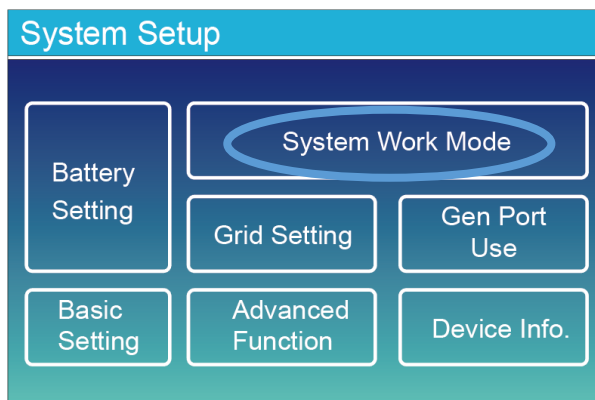 System Setup
System Work Mode
Battery
Setting
Grid Setting
Gen Port
Use
Basic
Setting
Advanced
Function
Device Info.